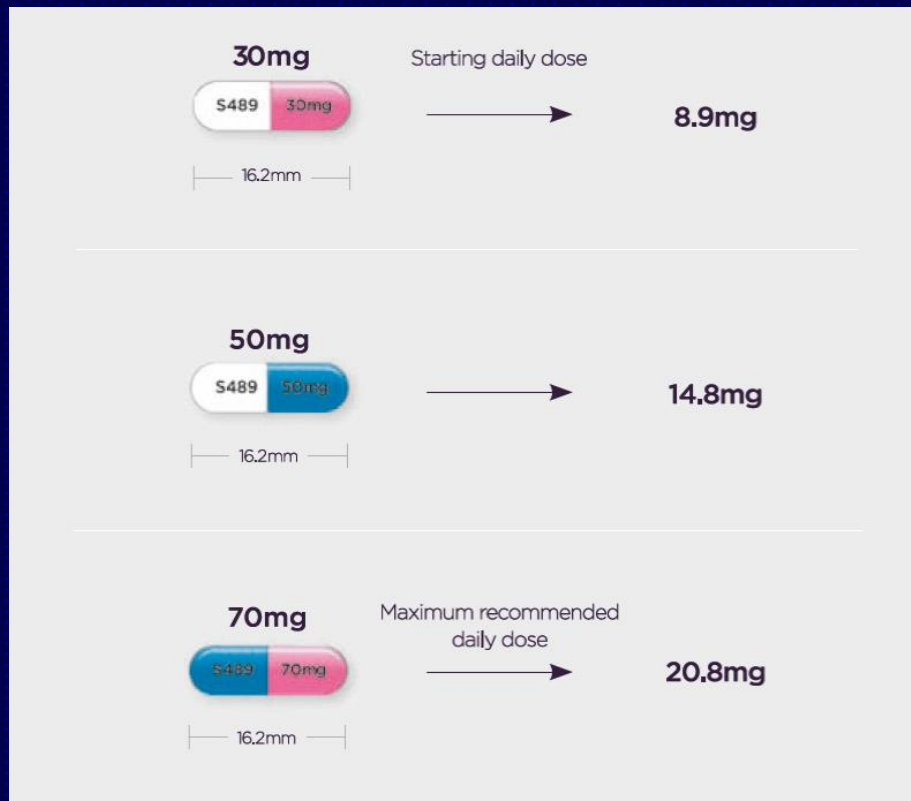 30mg
Starting daily dose
S489 30mg
8.9mg
16.2mm
50mg
S489 50mg
14.8mg
16.2mm
70mg
Maximum recommended
daily dose
S489 70mg
20.8mg
16.2mm